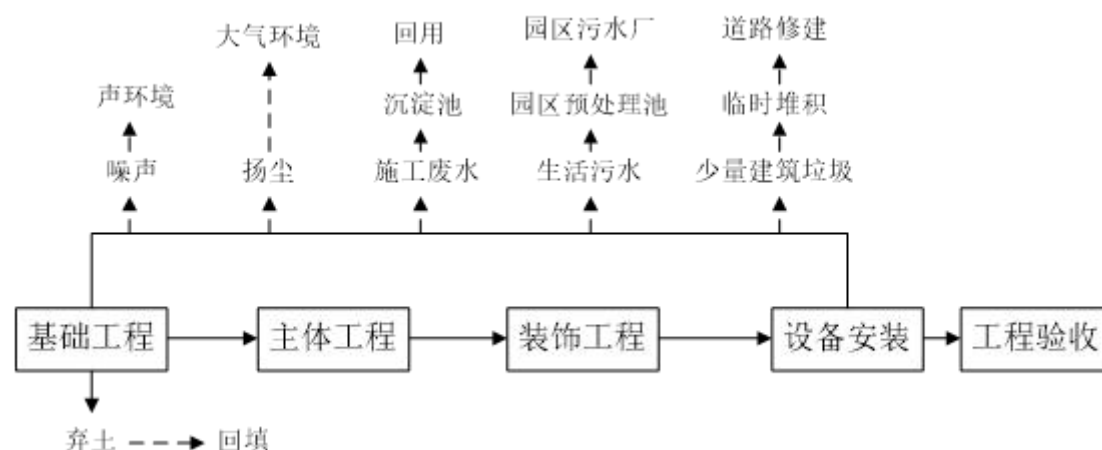 大气环境 回用 园区污水厂 道路修建
声环境 沉淀池 园区预处理池 临时堆积
噪声 扬尘 施工废水 生活污水 少量建筑垃圾
基础工程 主体工程 装饰工程 设备安装 工程验收
弃土 回填